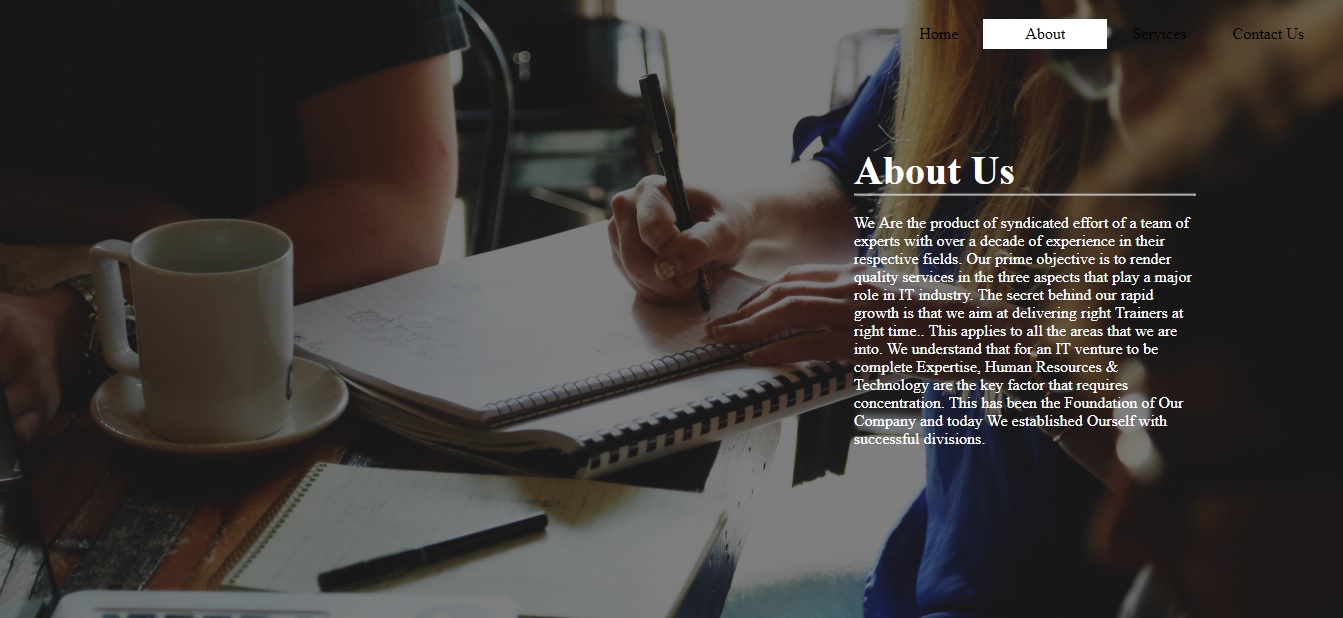 Home About Services Contact Us
About Us
We Are the product of syndicated effort of a team of
experts with over a decade of experience in their
respective fields. Our prime objective is to render
quality services in the three aspects that play a major
role in IT industry. The secret behind our rapid
growth is that we aim at delivering right Trainers at
right time.. This applies to all the areas that we are
into. We understand that for an IT venture to be
complete Expertise, Human Resources &
Technology are the key factor that requires
concentration. This has been the Foundation of Our
Company and today We established Ourself with
successful divisions.